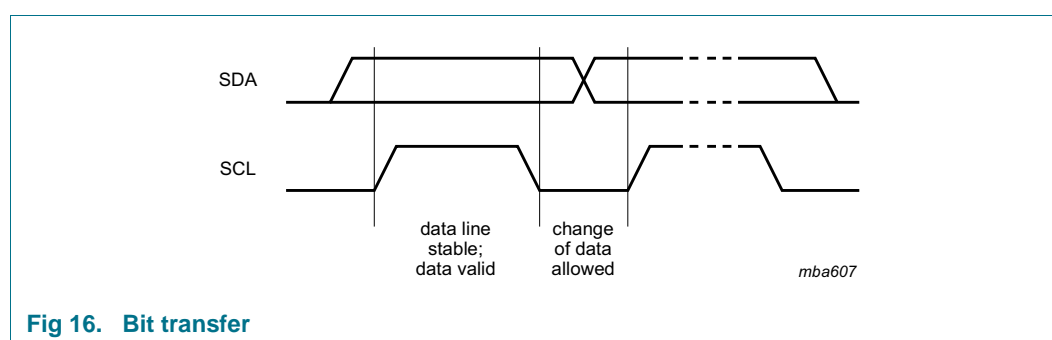 SDA
SCL
data line
stable;
data valid
change
of data
allowed
mba607
Fig 16. Bit transfer